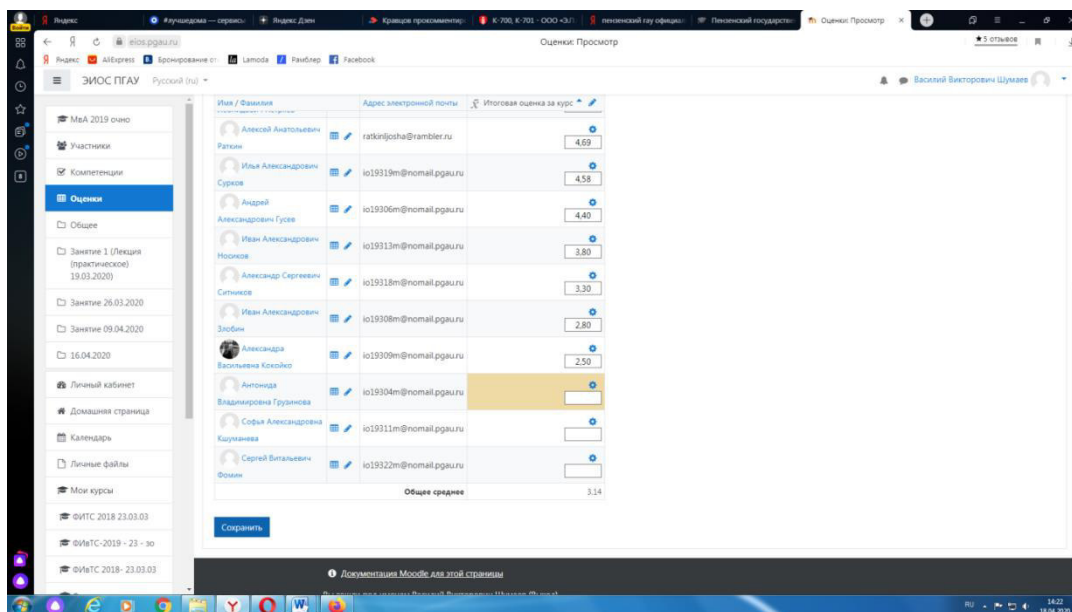 Войти
Яндекс
#лучшедома — сервисы
Яндекс Дзен
Кравцов прокомментир
К-700, К-701 - ООО «ЗЛ
пензенский гау официал
Пензенский государстве
Оценки: Просмотр
eios.pgau.ru
Оценки: Просмотр
★ 5 отзывов
Яндекс
AliExpress
Бронирование от
Lamoda
Рамблер
Facebook
ЭИОС ПГАУ
Русский (ru)
Василий Викторович Шумаев
МвА 2019 очно
Участники
Компетенции
Оценки
Общее
Занятие 1 (Лекция
(практическое)
19.03.2020)
Занятие 26.03.2020
Занятие 09.04.2020
16.04.2020
Личный кабинет
Домашняя страница
Календарь
Личные файлы
Мои курсы
ФИТС 2018 23.03.03
ФИвТС-2019 - 23 - зо
ФИвТС 2018- 23.03.03
Имя / Фамилия
Адрес электронной почты
Итоговая оценка за курс
Алексей Анатольевич
Раткин
ratkinljosha@rambler.ru
4,69
Илья Александрович
Сурков
io19319m@nomail.pgau.ru
4,58
Андрей
Александрович Гусев
io19306m@nomail.pgau.ru
4,40
Иван Александрович
Носиков
io19313m@nomail.pgau.ru
3,80
Александр Сергеевич
Ситников
io19318m@nomail.pgau.ru
3,30
Иван Александрович
Злобин
io19308m@nomail.pgau.ru
2,80
Александра
Васильевна Кокойко
io19309m@nomail.pgau.ru
2,50
Антонида
Владимировна Грузинова
io19304m@nomail.pgau.ru
Софья Александровна
Кшуманева
io19311m@nomail.pgau.ru
Сергей Витальевич
Фомин
io19322m@nomail.pgau.ru
Общее среднее
3,14
Сохранить
Документация Moodle для этой страницы
RU
14:22
18.04.2020